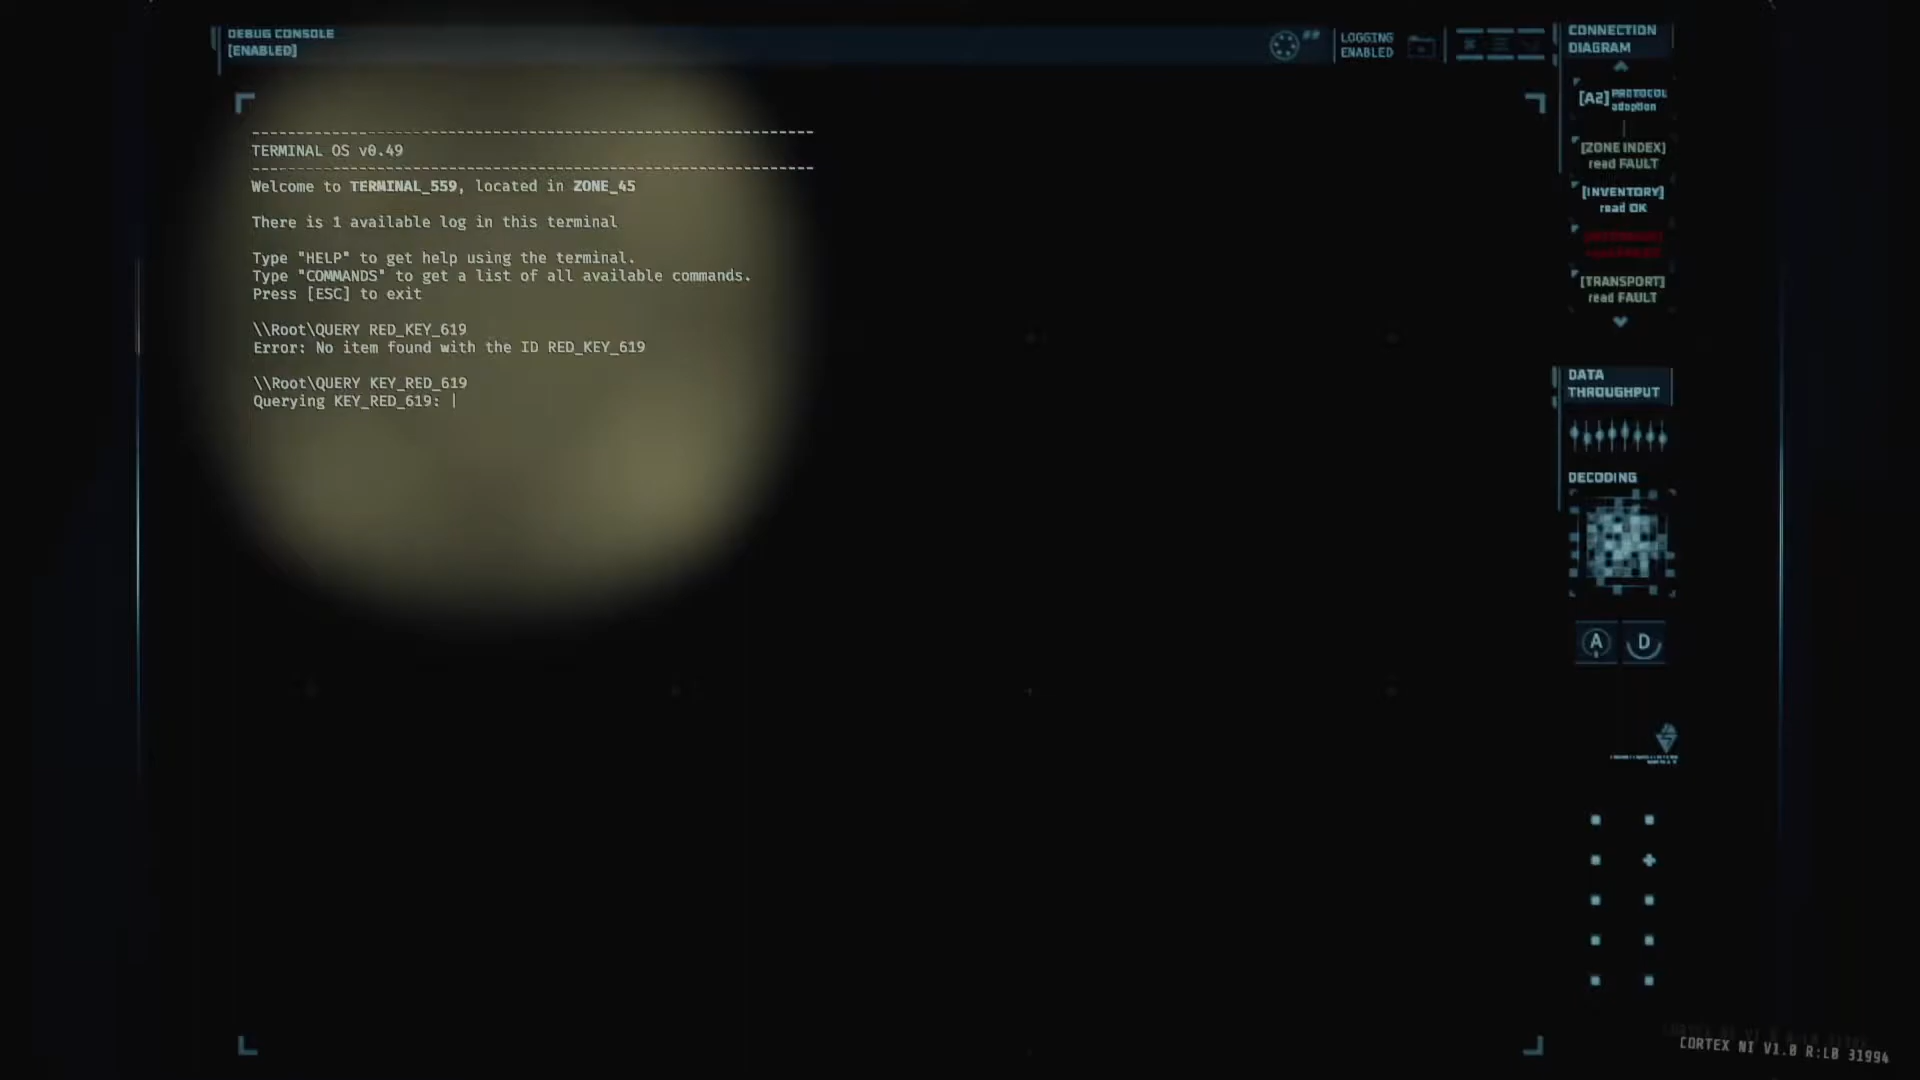 DEBUG CONSOLE
[ENABLED]
LOGGING
ENABLED
CONNECTION
DIAGRAM
[A2] PROTOCOL
adaption
[ZONE INDEX]
read FAULT
[INVENTORY]
read OK
[TRANSPORT]
read FAULT
DATA
THROUGHPUT
DECODING
A D
--------------------------------------------------------------
TERMINAL OS v0.49
--------------------------------------------------------------
Welcome to TERMINAL_559, located in ZONE_45
There is 1 available log in this terminal
Type "HELP" to get help using the terminal.
Type "COMMANDS" to get a list of all available commands.
Press [ESC] to exit
\\Root\QUERY RED_KEY_619
Error: No item found with the ID RED_KEY_619
\\Root\QUERY KEY_RED_619
Querying KEY_RED_619: |
CORTEX NI V1.0 R:L0 31994